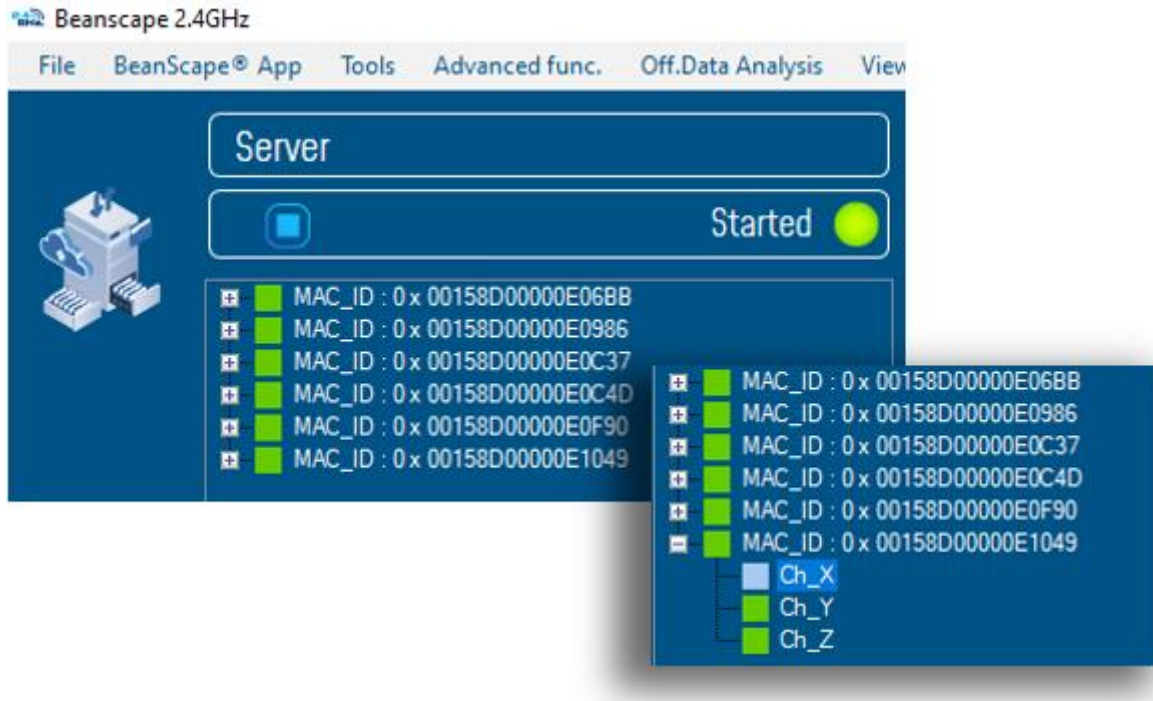 Beanscape 2.4GHz
File BeanScape® App Tools Advanced func. Off.Data Analysis View
Server
Started
MAC_ID : 0 x 00158D00000E06BB
MAC_ID : 0 x 00158D00000E0986
MAC_ID : 0 x 00158D00000E0C37
MAC_ID : 0 x 00158D00000E0C4D
MAC_ID : 0 x 00158D00000E0F90
MAC_ID : 0 x 00158D00000E1049
MAC_ID : 0 x 00158D00000E06BB
MAC_ID : 0 x 00158D00000E0986
MAC_ID : 0 x 00158D00000E0C37
MAC_ID : 0 x 00158D00000E0C4D
MAC_ID : 0 x 00158D00000E0F90
MAC_ID : 0 x 00158D00000E1049
Ch_X
Ch_Y
Ch_Z